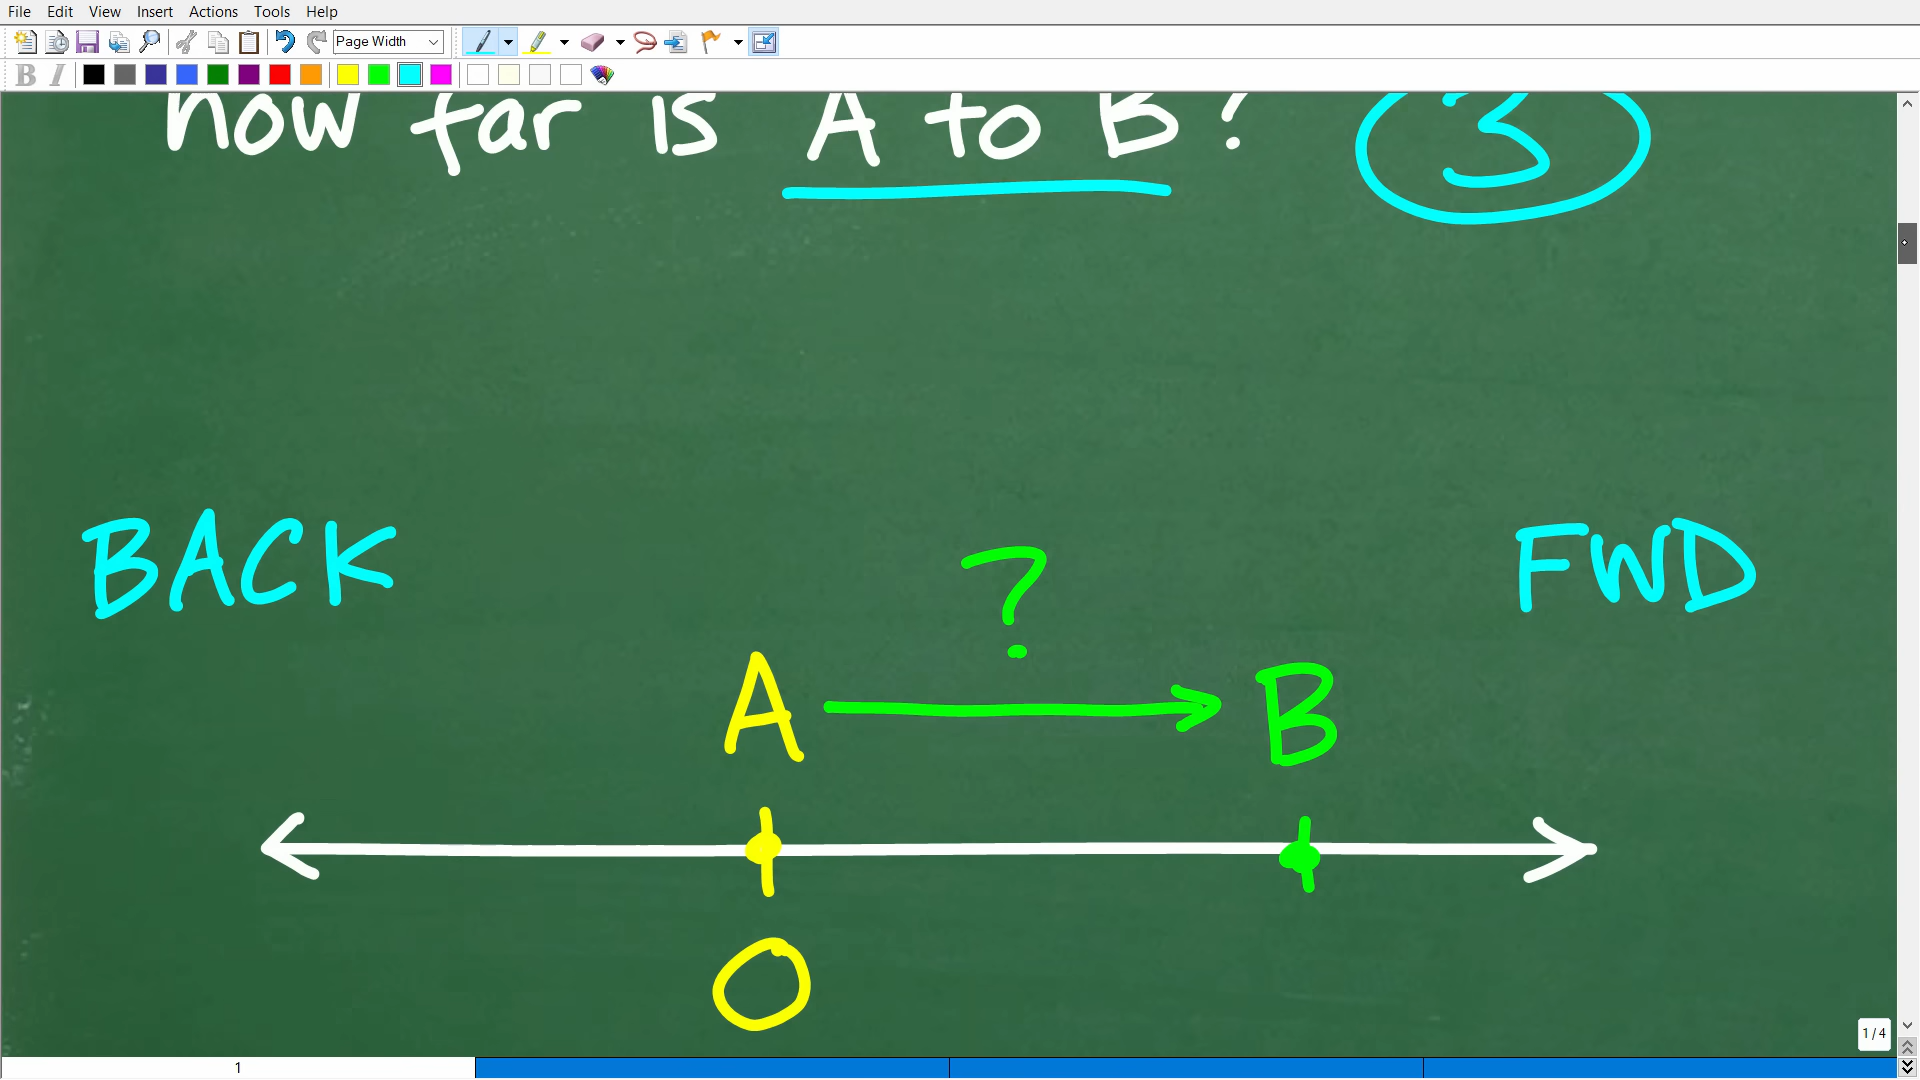 File Edit View Insert Actions Tools Help
Page Width
B I
how far is A to B? 3
BACK ? FWD
A B
0
1/4
1